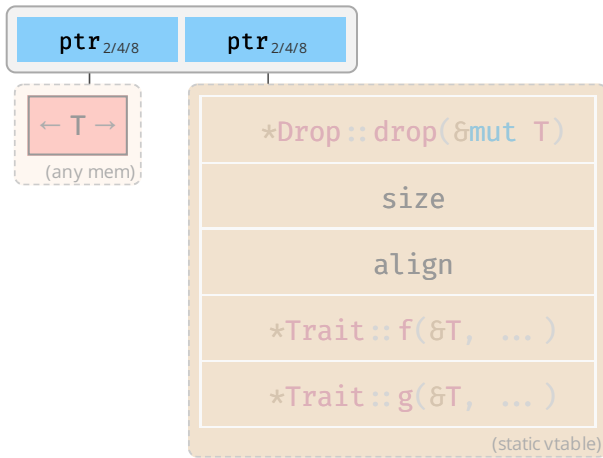 ptr2/4/8 ptr2/4/8
← T →
(any mem)
*Drop::drop(&mut T)
size
align
*Trait::f(&T, ...)
*Trait::g(&T, ...)
(static vtable)